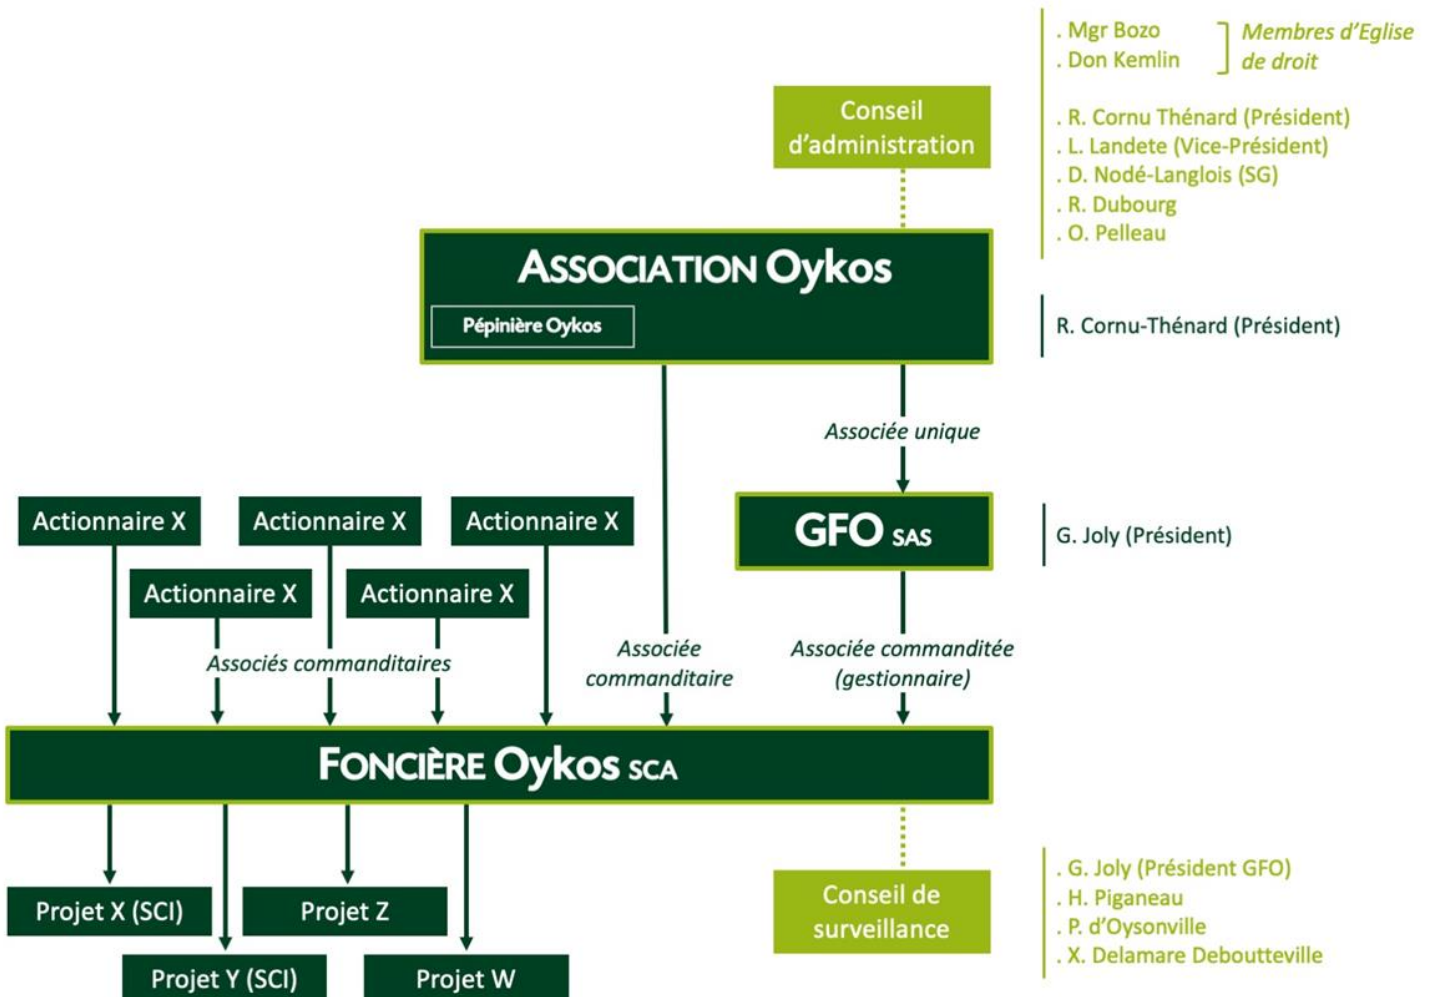 . Mgr Bozo
. Don Kemlin
Membres d'Eglise
de droit
Conseil
d'administration
. R. Cornu Thénard (Président)
. L. Landete (Vice-Président)
. D. Nodé-Langlois (SG)
. R. Dubourg
. O. Pelleau
ASSOCIATION Oykos
Pépinière Oykos
R. Cornu-Thénard (Président)
Associée unique
Actionnaire X
Actionnaire X
Actionnaire X
GFO SAS
G. Joly (Président)
Actionnaire X
Actionnaire X
Associés commanditaires
Associée
commanditaire
Associée commanditée
(gestionnaire)
FONCIÈRE Oykos SCA
Projet X (SCI)
Projet Z
Projet Y (SCI)
Projet W
Conseil de
surveillance
. G. Joly (Président GFO)
. H. Piganeau
. P. d'Oysonville
. X. Delamare Deboutteville